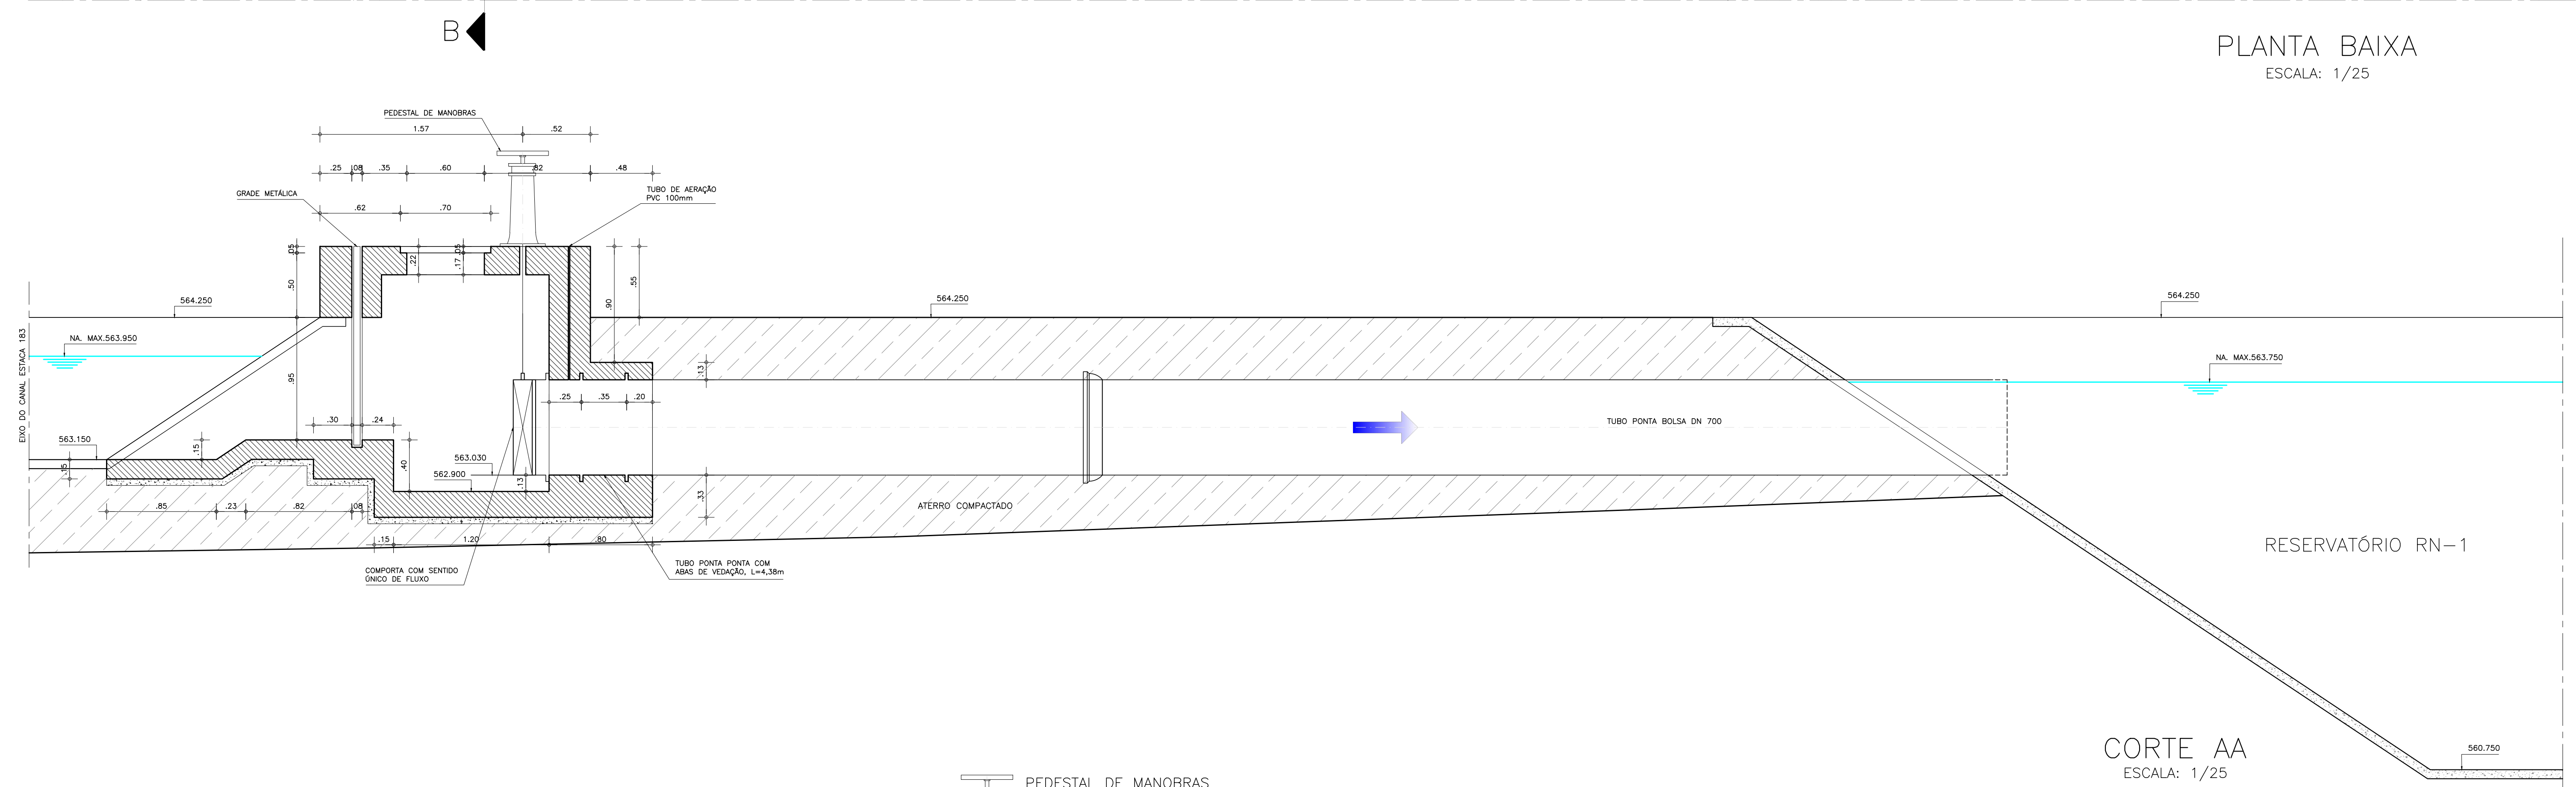 B
PLANTA BAIXA
ESCALA: 1/25
PEDESTAL DE MANOBRAS
1.57
.52
.25
.08
.35
.60
.82
.48
GRADE METÁLICA
TUBO DE AERAÇÃO
PVC 100mm
.62
.70
.05
.22
.05
.17
.50
.55
.90
564.250
564.250
564.250
EIXO DO CANAL ESTACA 183
NA. MAX.563.950
NA. MAX.563.750
.95
.13
.25
.35
.20
.30
.24
TUBO PONTA BOLSA DN 700
563.150
.15
.15
.40
563.030
562.900
.13
.33
.85
.23
.82
.08
ATERRO COMPACTADO
.15
1.20
.80
RESERVATÓRIO RN-1
COMPORTA COM SENTIDO
ÚNICO DE FLUXO
TUBO PONTA PONTA COM
ABAS DE VEDAÇÃO, L=4,38m
CORTE AA
ESCALA: 1/25
560.750
PEDESTAL DE MANOBRAS